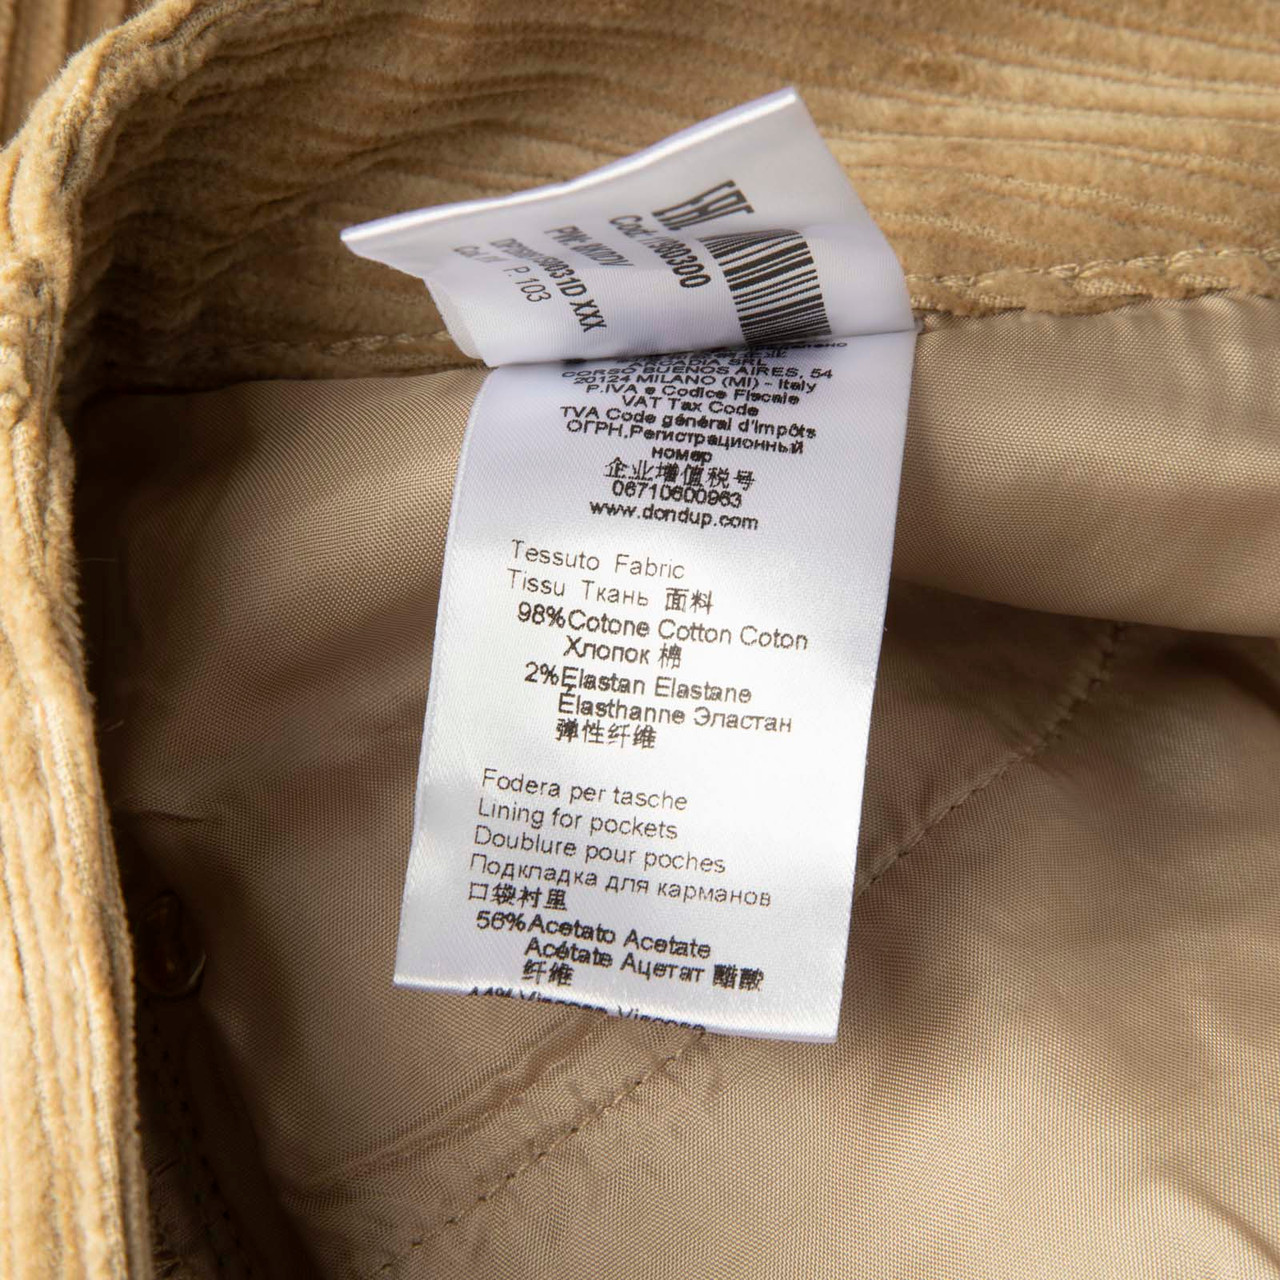 EAC
P. 103
ARCADIA SRL
CORSO BUENOS AIRES, 54
20124 MILANO (MI) - Italy
P.IVA e Codice Fiscale
VAT Tax Code
TVA Code général d'impôts
ОГРН,Регистрационный
номер
企业增值税号
06710600963
www.dondup.com
Tessuto Fabric
Tissu Ткань 面料
98%Cotone Cotton Coton
Хлопок 棉
2%Elastan Elastane
Élasthanne Эластан
弹性纤维
Fodera per tasche
Lining for pockets
Doublure pour poches
Подкладка для карманов
口袋衬里
56%Acetato Acetate
Acétate Ацетат 醋酸
纤维